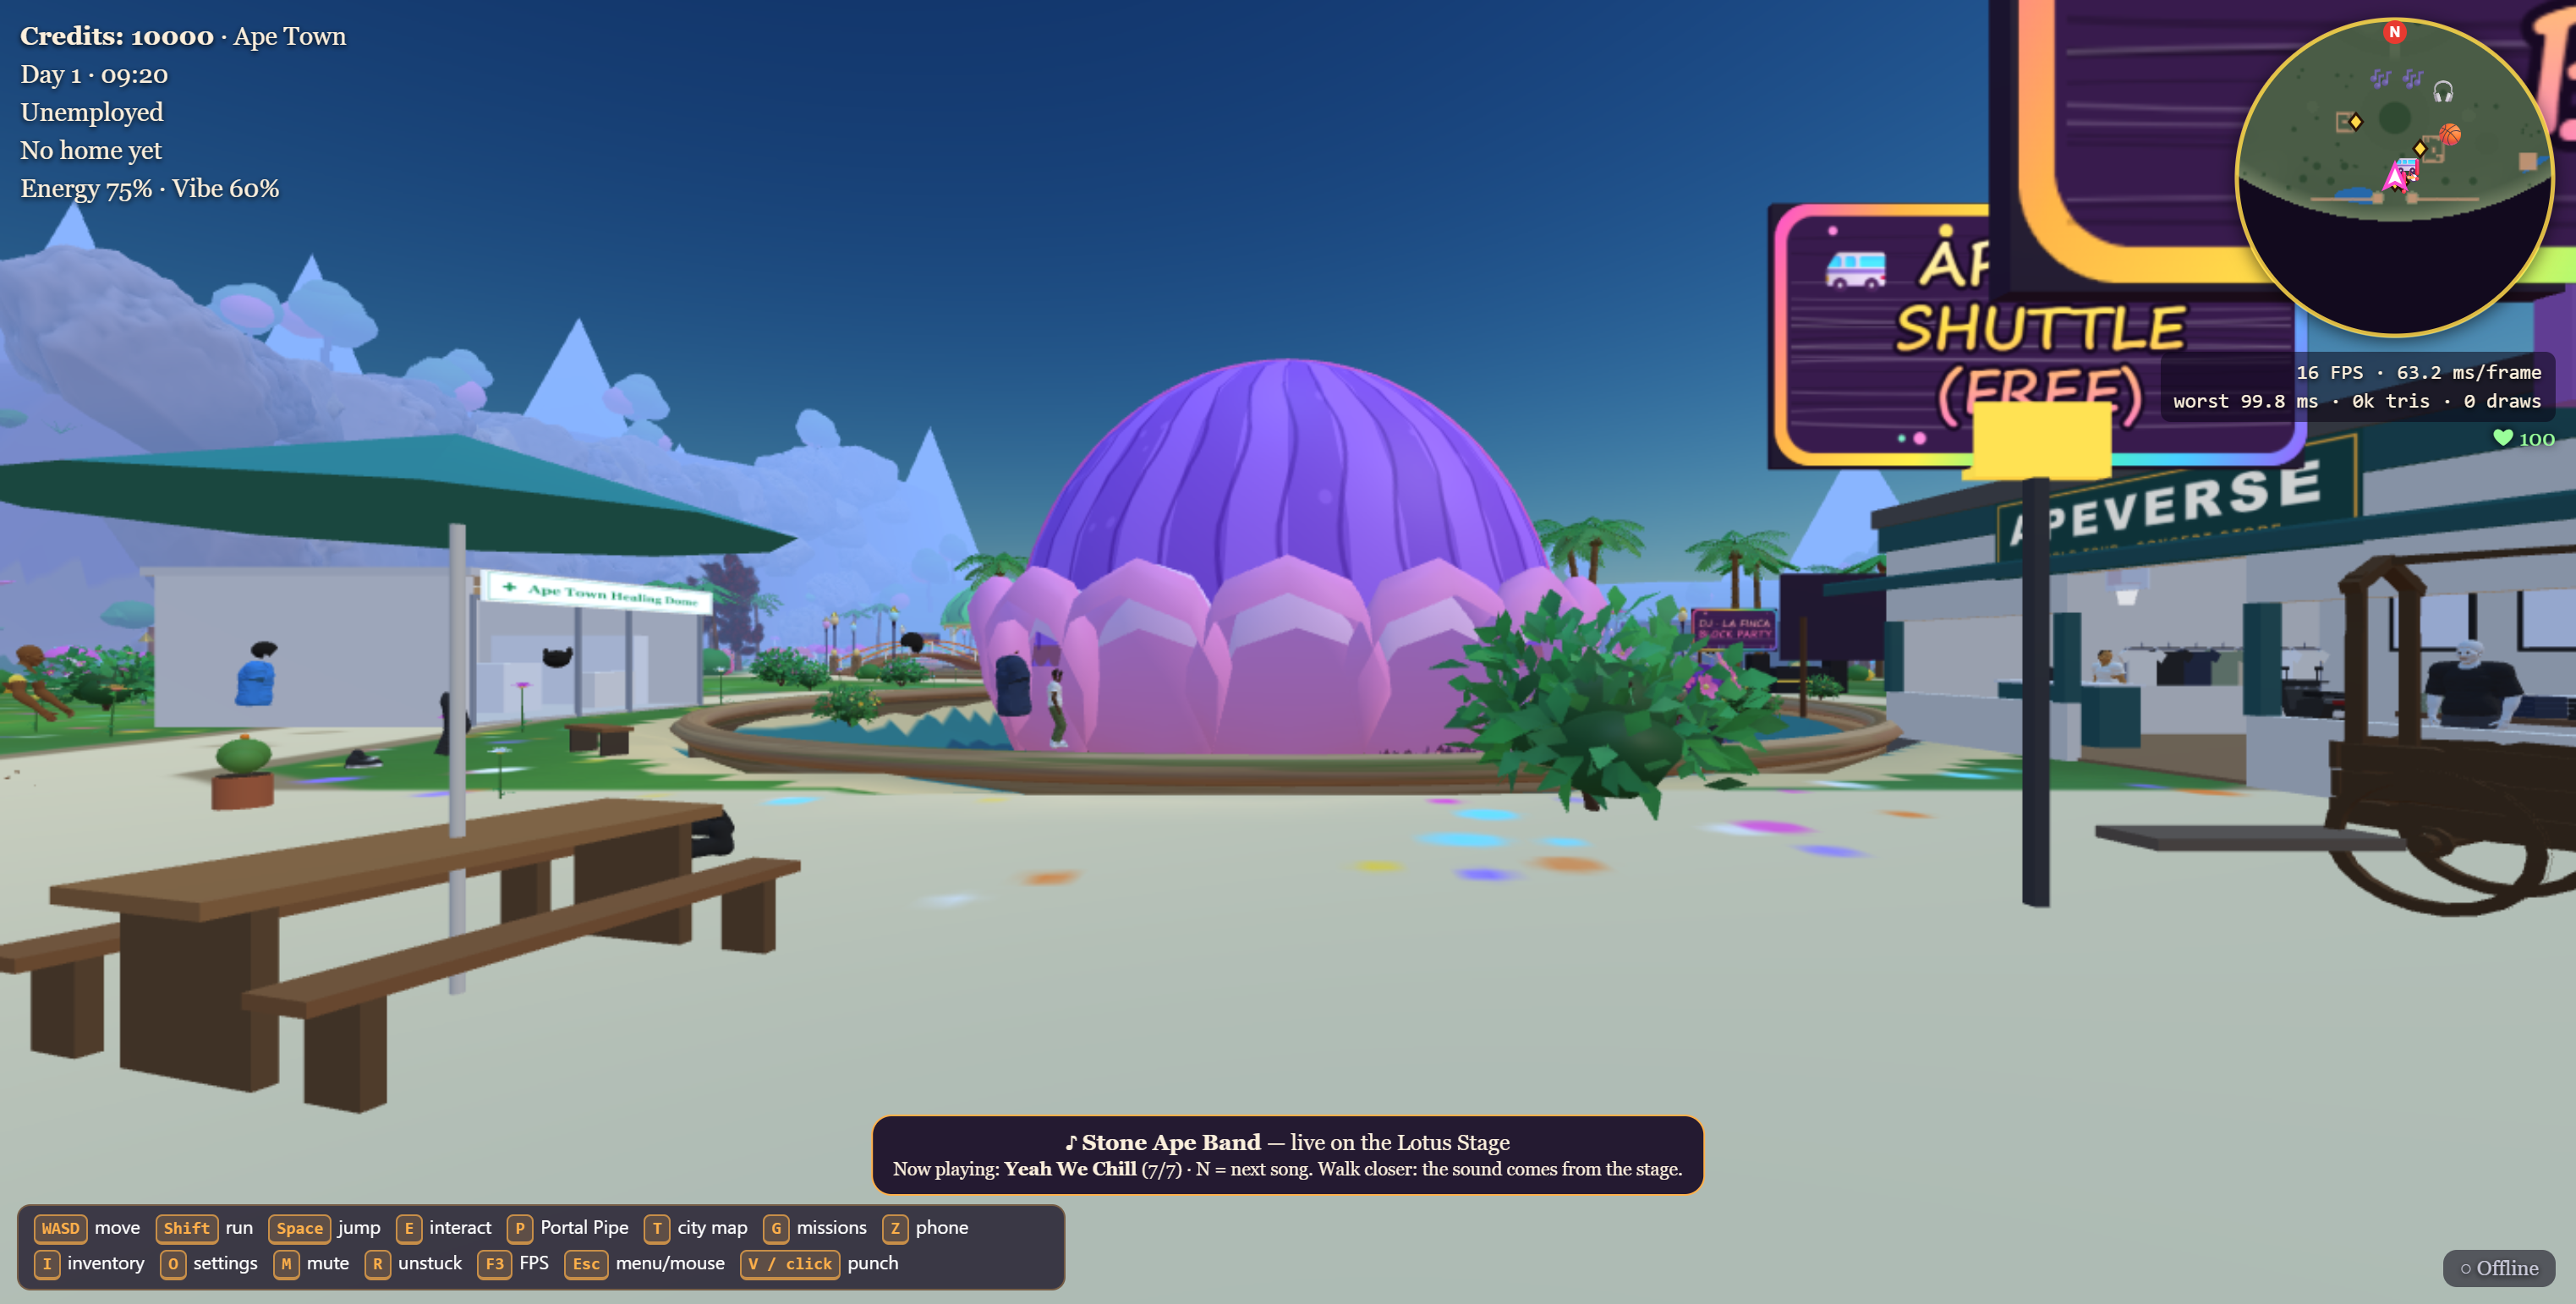 Credits: 10000 · Ape Town
Day 1 · 09:20
Unemployed
No home yet
Energy 75% · Vibe 60%
N
SHUTTLE
(FREE)
16 FPS · 63.2 ms/frame
worst 99.8 ms · 0k tris · 0 draws
100
APEVERSE
CONCEPT STORE
Ape Town Healing Dome
DJ · LA FINCA
BLOCK PARTY
♪ Stone Ape Band — live on the Lotus Stage
Now playing: Yeah We Chill (7/7) · N = next song. Walk closer: the sound comes from the stage.
WASD move Shift run Space jump E interact P Portal Pipe T city map G missions Z phone
I inventory O settings M mute R unstuck F3 FPS Esc menu/mouse V / click punch
○ Offline